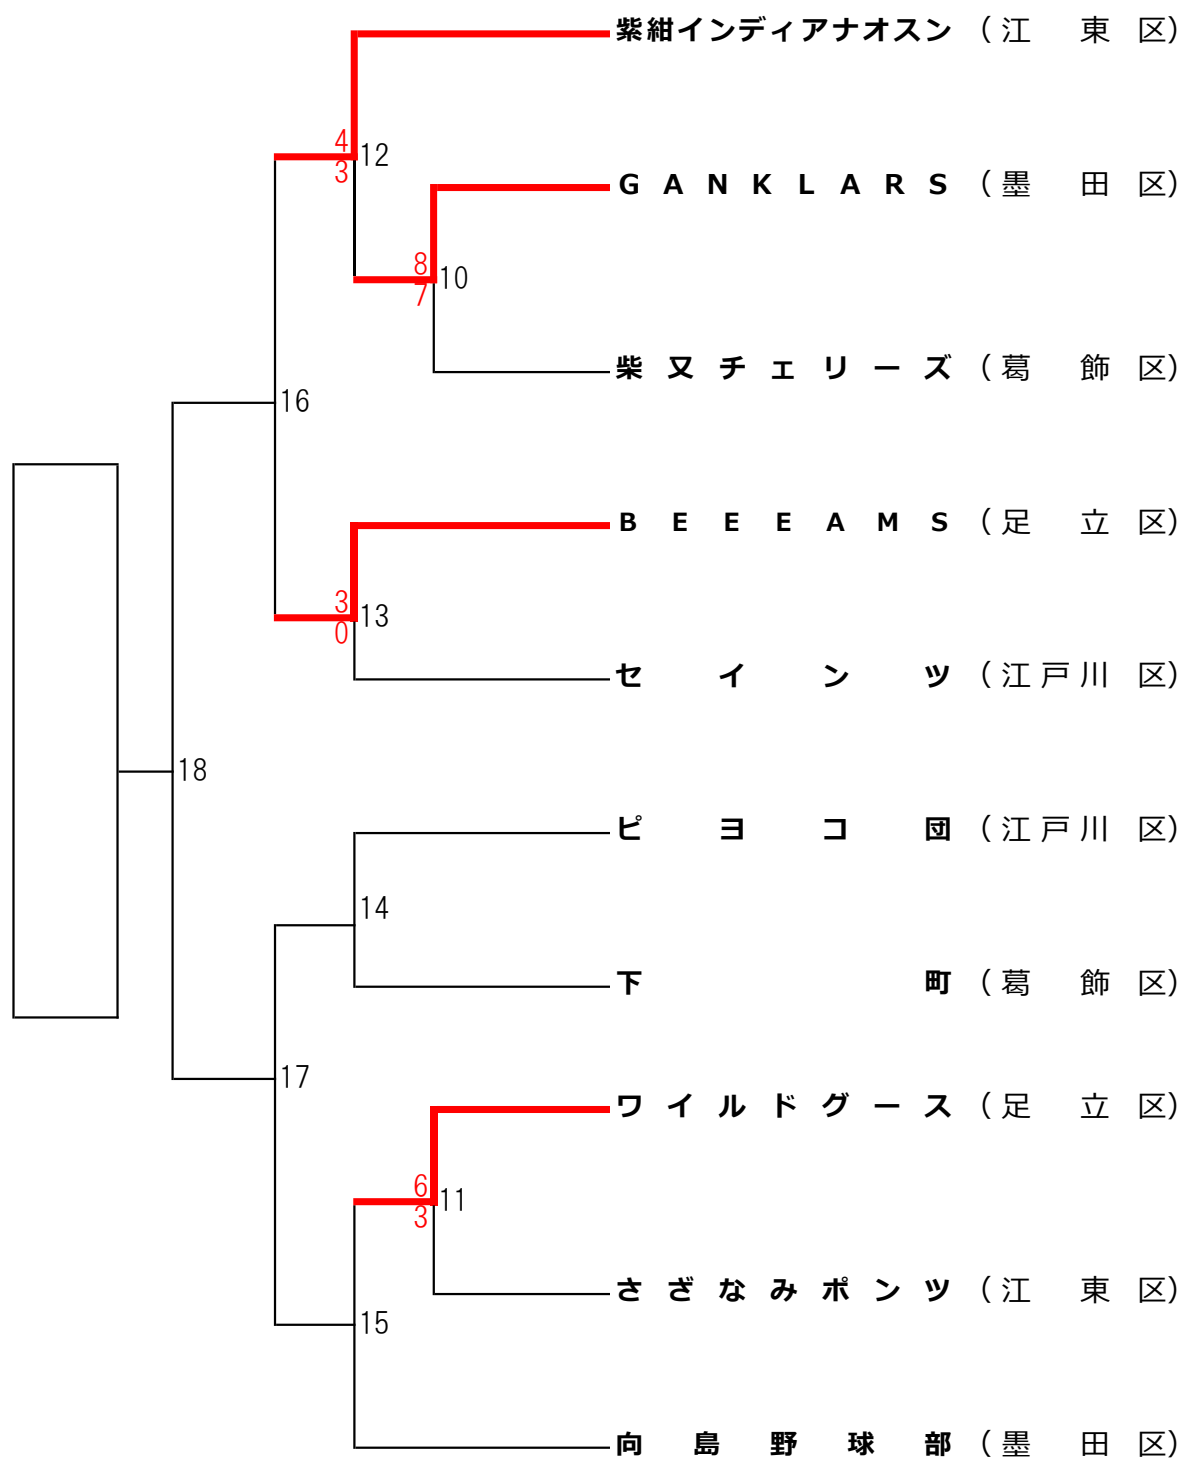 紫紺インディアナオスン (江東区)
4
12
3
GANKLARS (墨田区)
8
10
7
柴又チェリーズ (葛飾区)
16
BEEEAMS (足立区)
3
13
0
セインツ (江戸川区)
18
ピヨコ団 (江戸川区)
14
下町 (葛飾区)
17
ワイルドグース (足立区)
6
11
3
さざなみポンツ (江東区)
15
向島野球部 (墨田区)